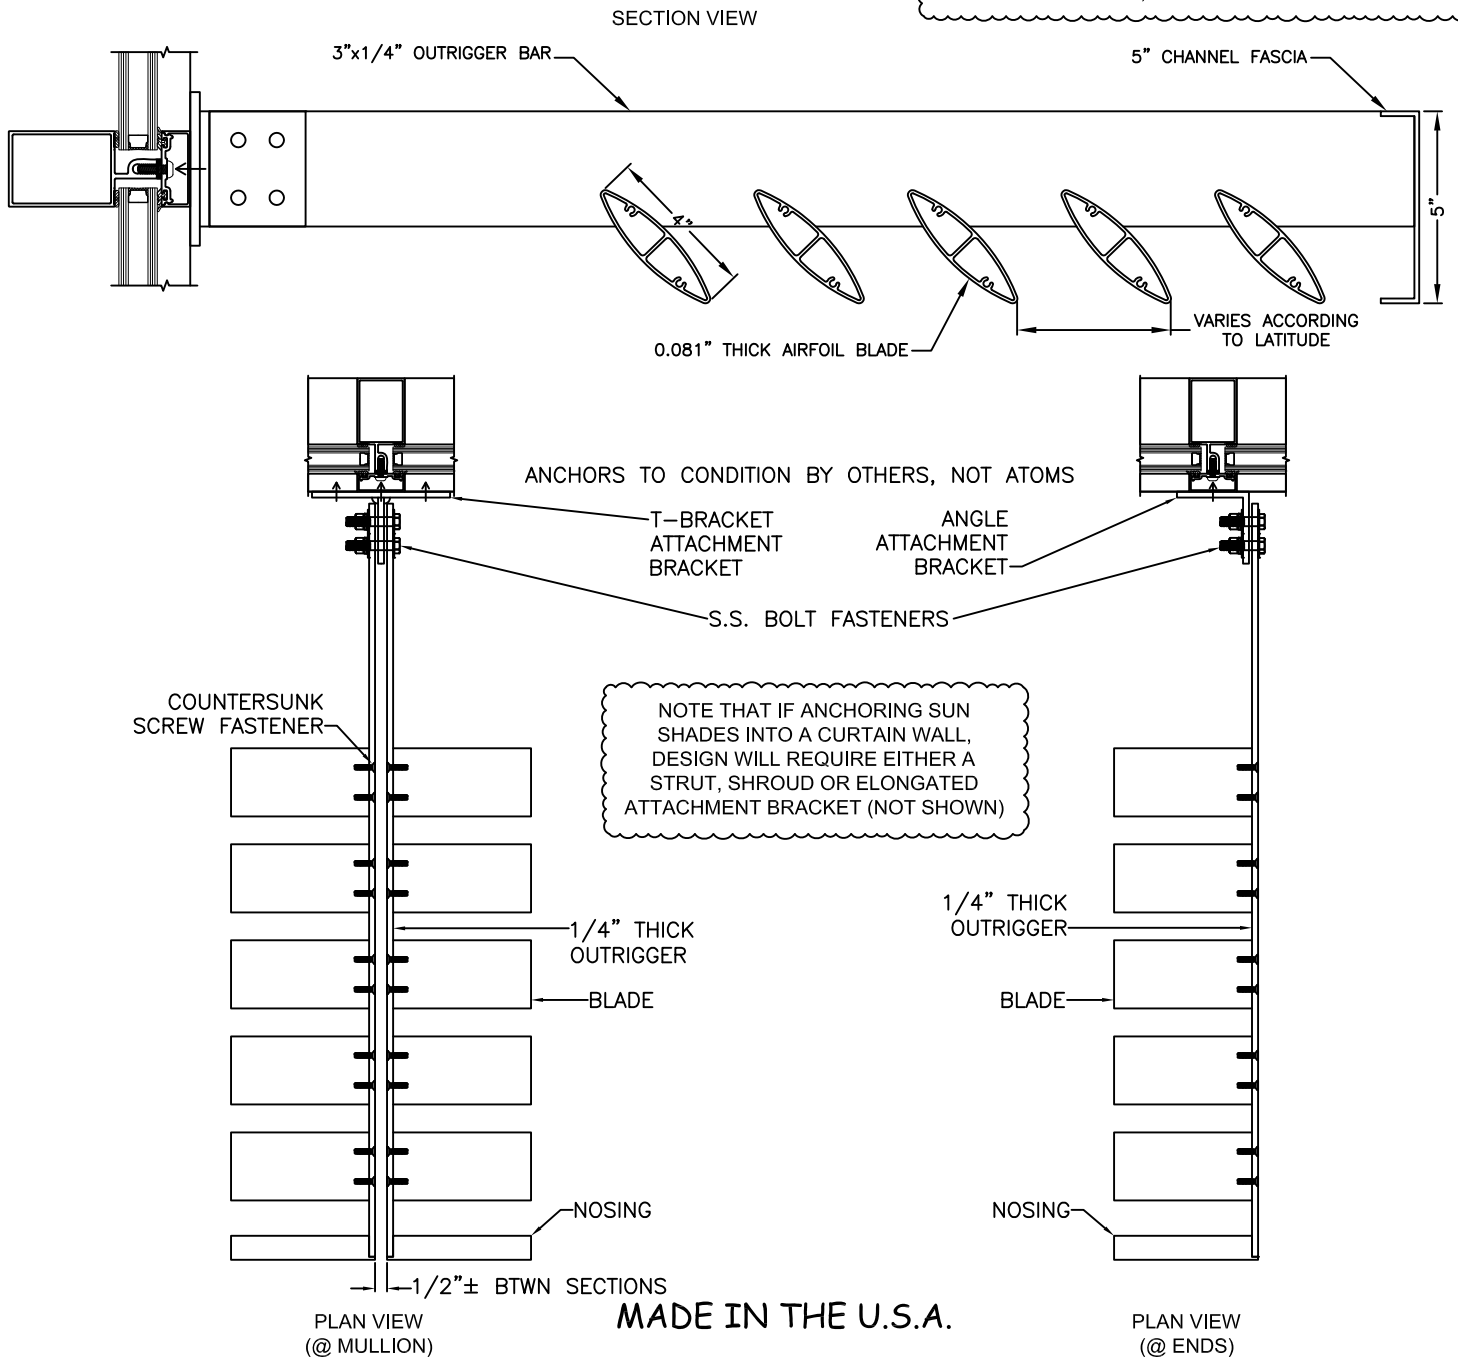 SECTION VIEW
3”x1/4” OUTRIGGER BAR
5” CHANNEL FASCIA
4”
5”
0.081” THICK AIRFOIL BLADE
VARIES ACCORDING
TO LATITUDE
ANCHORS TO CONDITION BY OTHERS, NOT ATOMS
T-BRACKET
ATTACHMENT
BRACKET
ANGLE
ATTACHMENT
BRACKET
S.S. BOLT FASTENERS
COUNTERSUNK
SCREW FASTENER
NOTE THAT IF ANCHORING SUN
SHADES INTO A CURTAIN WALL,
DESIGN WILL REQUIRE EITHER A
STRUT, SHROUD OR ELONGATED
ATTACHMENT BRACKET (NOT SHOWN)
1/4” THICK
OUTRIGGER
1/4” THICK
OUTRIGGER
BLADE
BLADE
NOSING
NOSING
1/2”± BTWN SECTIONS
MADE IN THE U.S.A.
PLAN VIEW
(@ MULLION)
PLAN VIEW
(@ ENDS)